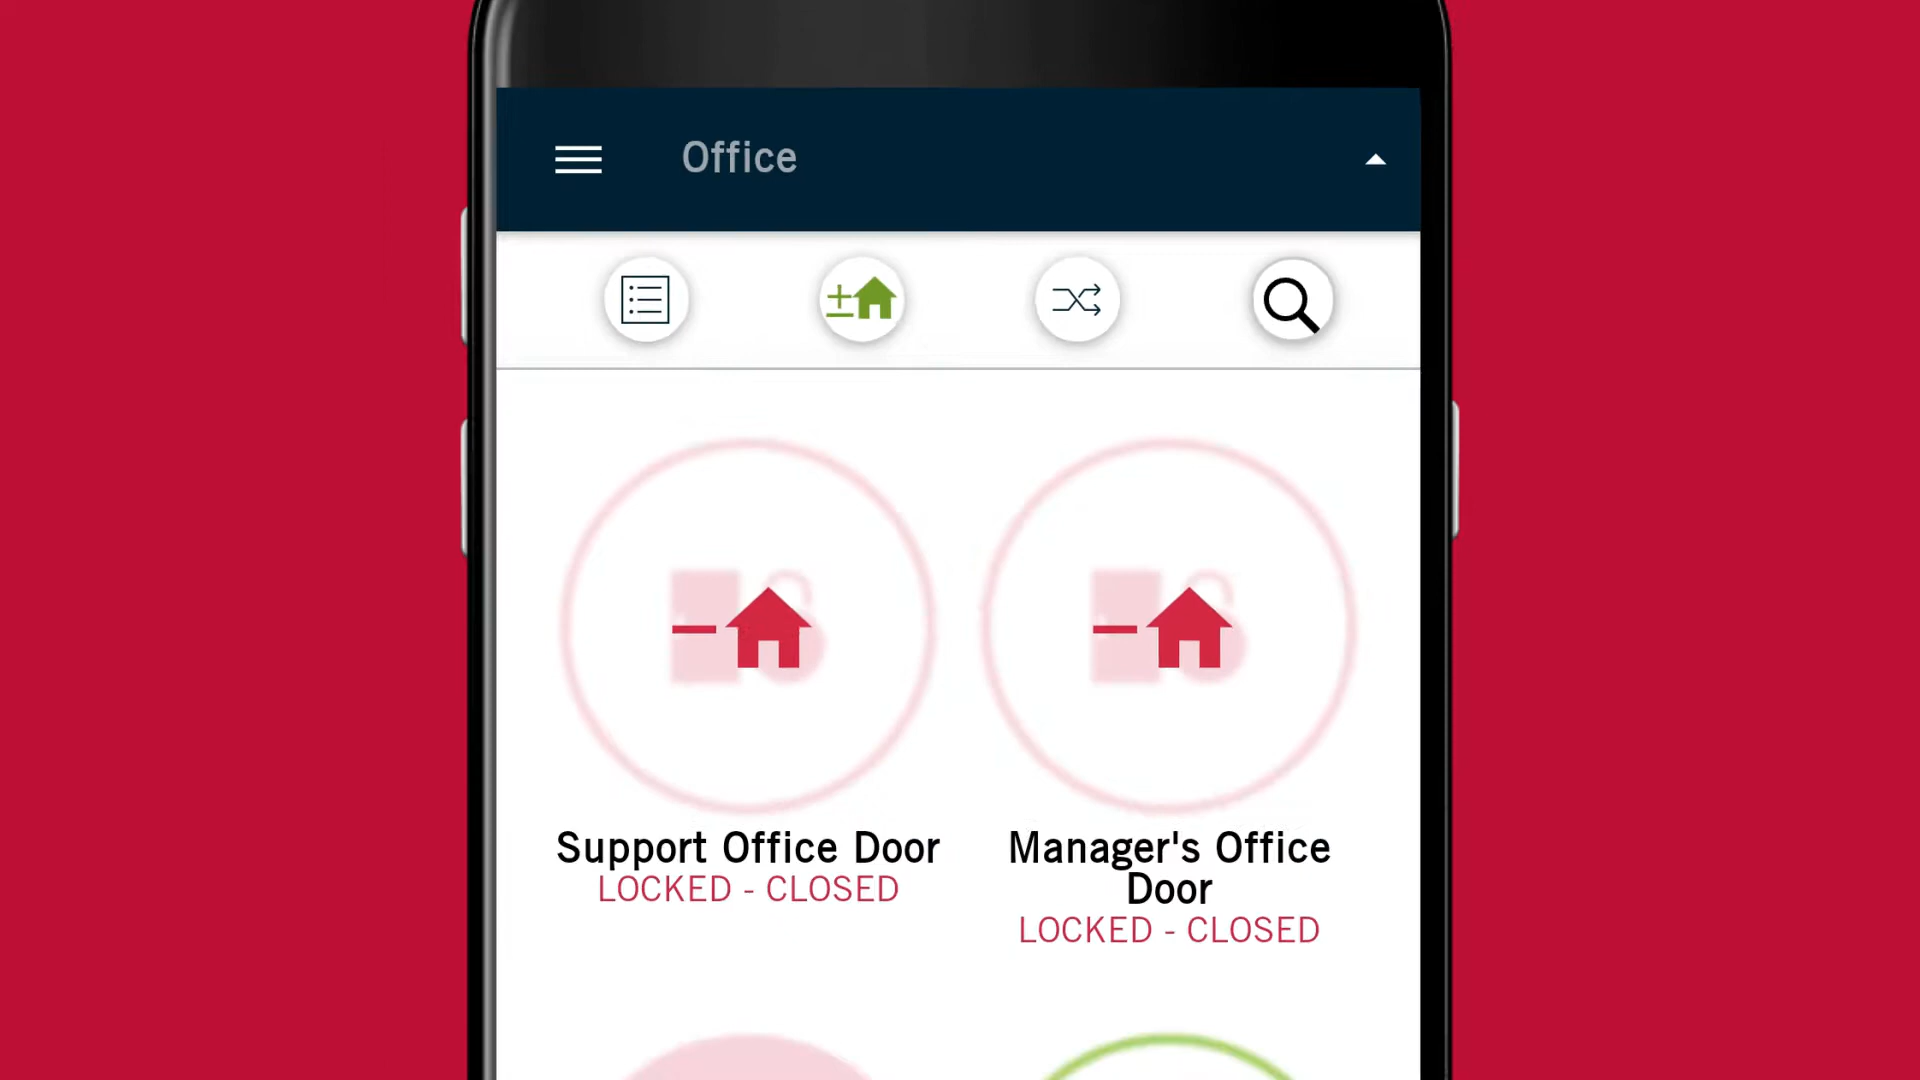 Office
Support Office Door
LOCKED - CLOSED
Manager's Office
Door
LOCKED - CLOSED